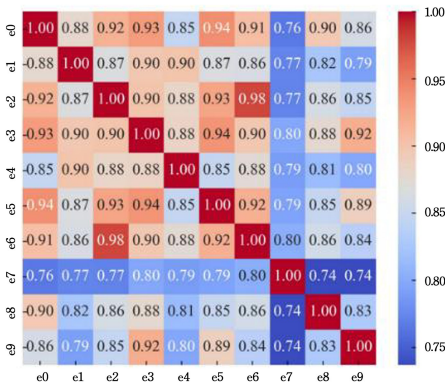 e0 1.00 0.88 0.92 0.93 0.85 0.94 0.91 0.76 0.90 0.86
e1 -0.88 1.00 0.87 0.90 0.90 0.87 0.86 0.77 0.82 0.79
e2 -0.92 0.87 1.00 0.90 0.88 0.93 0.98 0.77 0.86 0.85
e3 -0.93 0.90 0.90 1.00 0.88 0.94 0.90 0.80 0.88 0.92
e4 -0.85 0.90 0.88 0.88 1.00 0.85 0.88 0.79 0.81 0.80
e5 -0.94 0.87 0.93 0.94 0.85 1.00 0.92 0.79 0.85 0.89
e6 -0.91 0.86 0.98 0.90 0.88 0.92 1.00 0.80 0.86 0.84
e7 -0.76 0.77 0.77 0.80 0.79 0.79 0.80 1.00 0.74 0.74
e8 -0.90 0.82 0.86 0.88 0.81 0.85 0.86 0.74 1.00 0.83
e9 -0.86 0.79 0.85 0.92 0.80 0.89 0.84 0.74 0.83 1.00
e0 e1 e2 e3 e4 e5 e6 e7 e8 e9
1.00
0.95
0.90
0.85
0.80
0.75